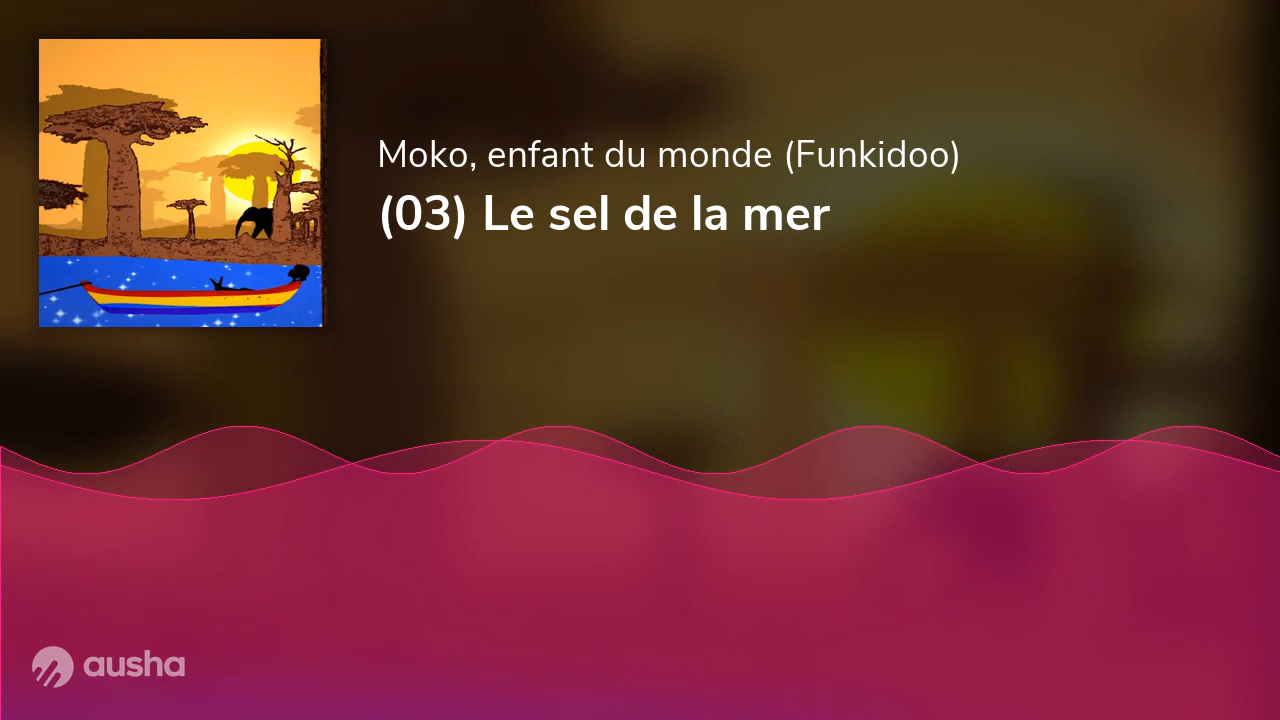 Moko, enfant du monde (Funkidoo)
(03) Le sel de la mer
ausha